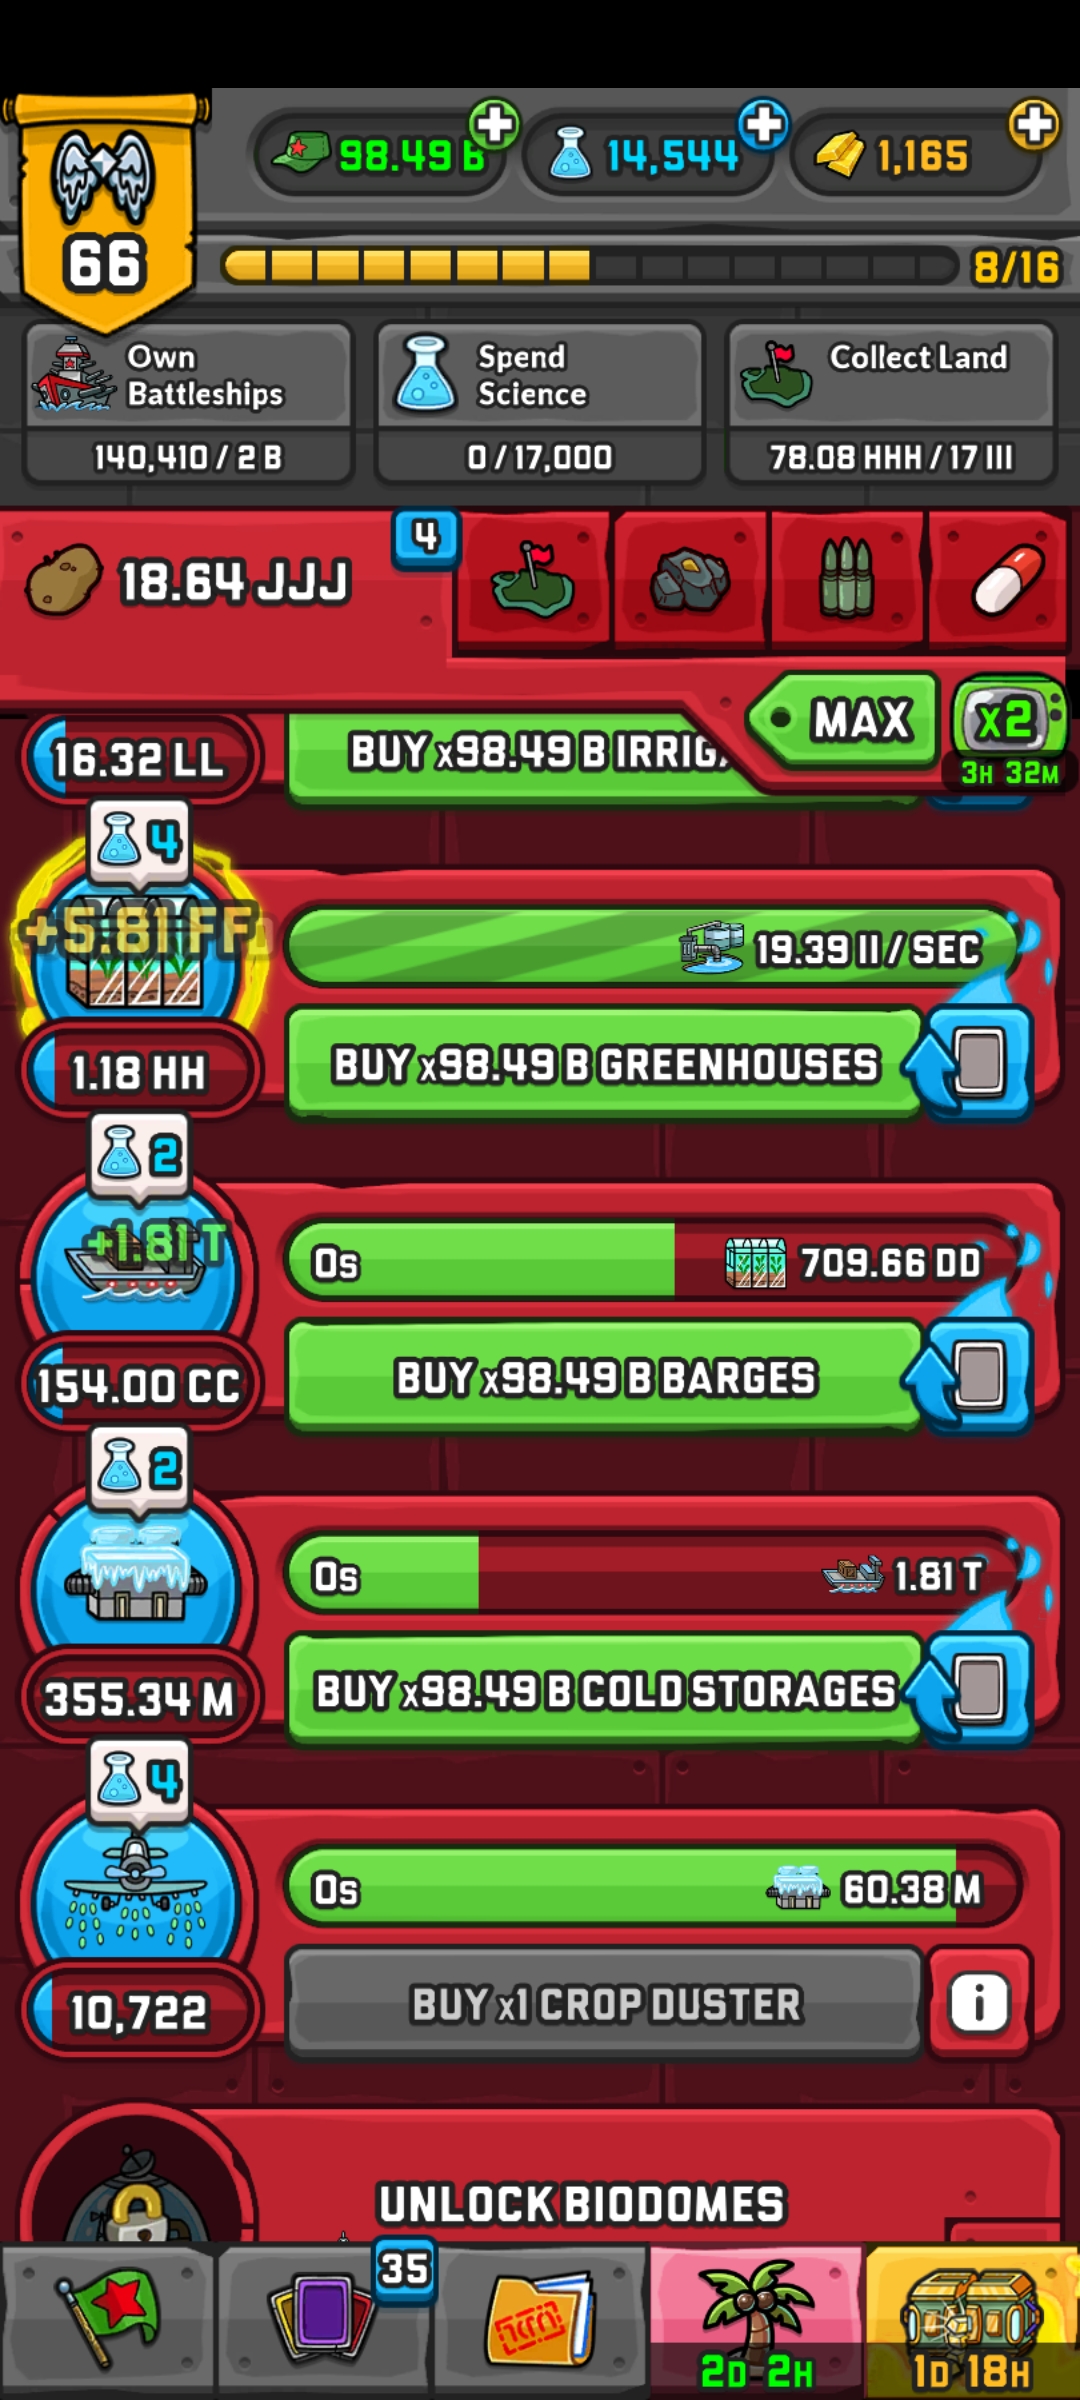 98.49 B
14,544
1,165
66
8/16
Own
Battleships
140,410 / 2 B
Spend
Science
0 / 17,000
Collect Land
78.08 HHH / 17 III
18.64 JJJ
4
MAX
x2
3H 32M
16.32 LL
BUY x98.49 B IRRIG
4
+5.81 FF
19.39 II / SEC
1.18 HH
BUY x98.49 B GREENHOUSES
2
+1.81 T
0s
709.66 DD
154.00 CC
BUY x98.49 B BARGES
2
0s
1.81 T
355.34 M
BUY x98.49 B COLD STORAGES
4
0s
60.38 M
10,722
BUY x1 CROP DUSTER
i
UNLOCK BIODOMES
35
2D 2H
1D 18H